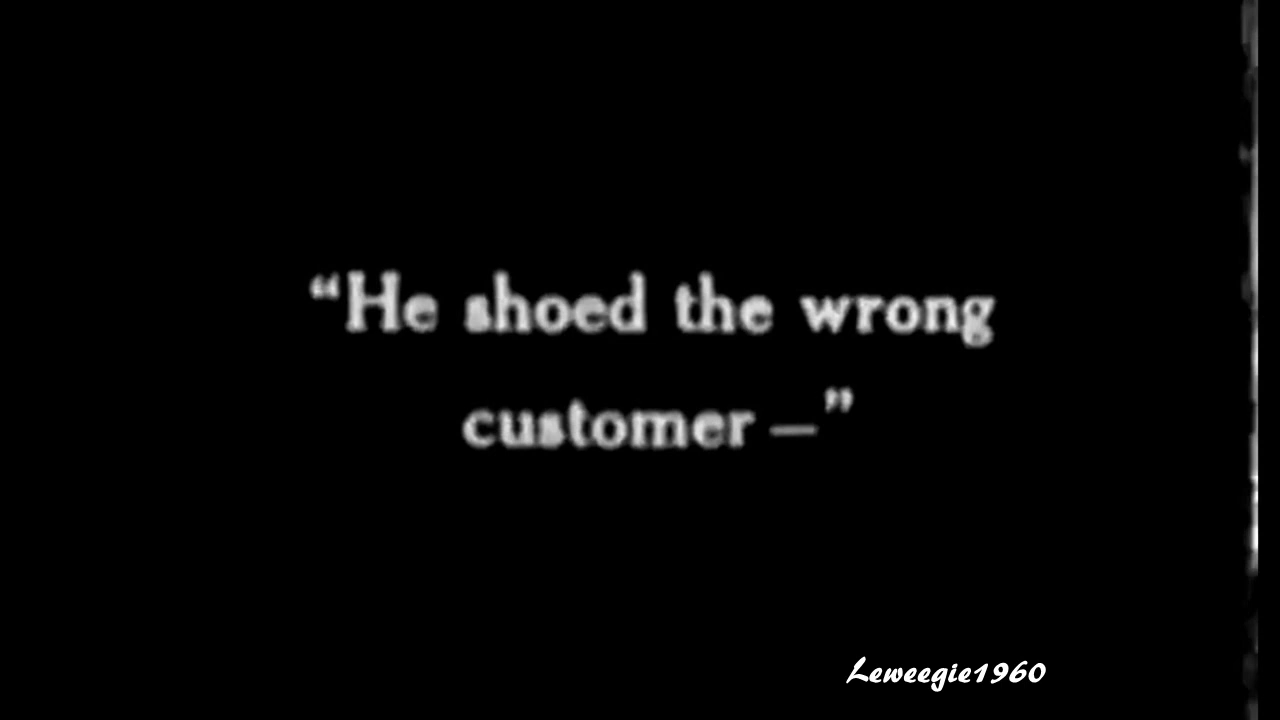 “He shoed the wrong
customer —”
Leweegie1960